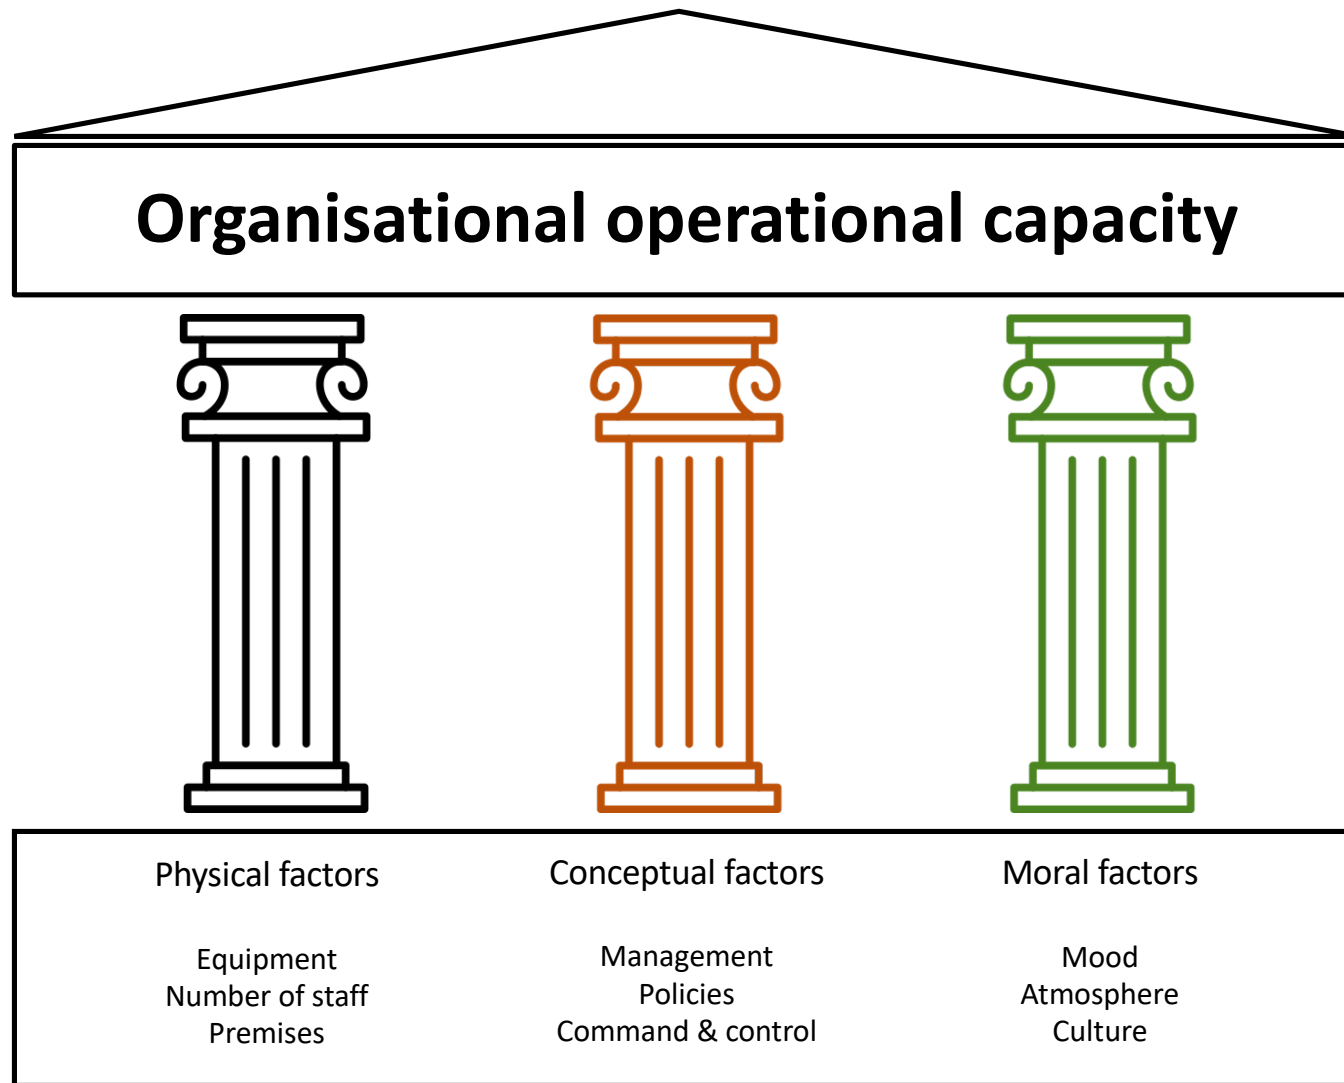 Organisational operational capacity
Physical factors
Equipment
Number of staff
Premises
Conceptual factors
Management
Policies
Command & control
Moral factors
Mood
Atmosphere
Culture